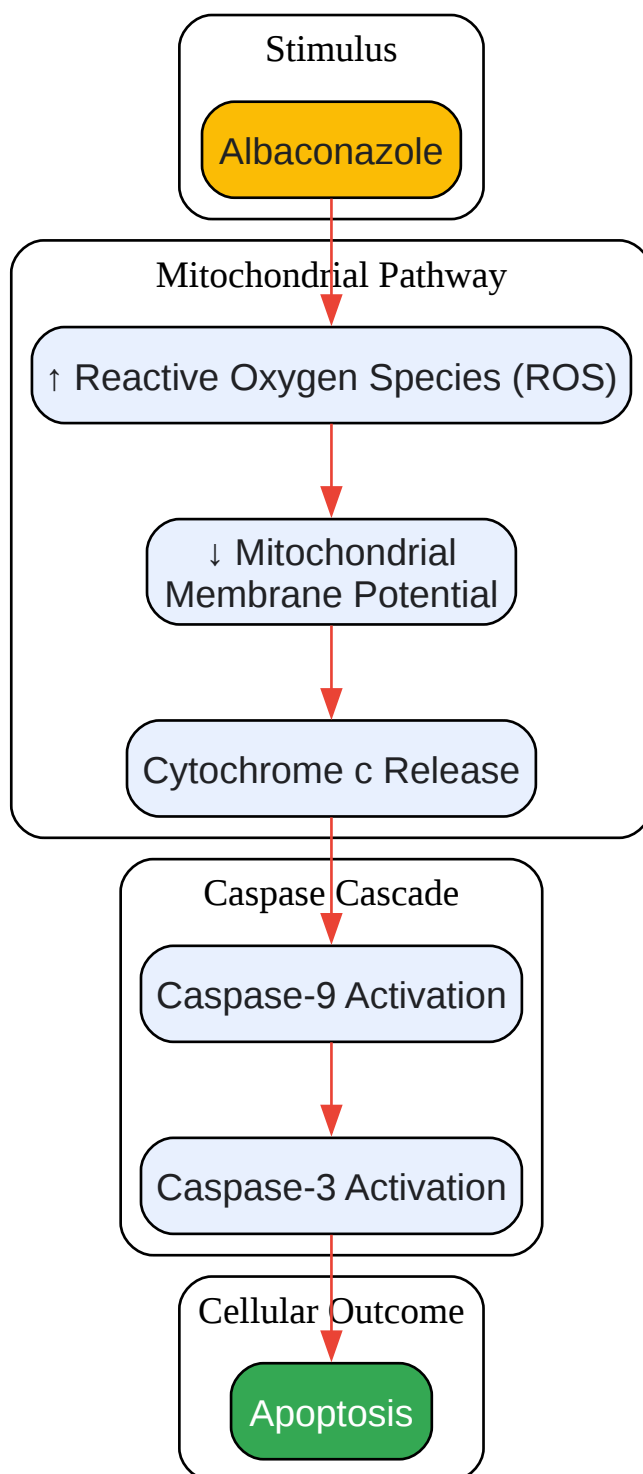 Stimulus
Albaconazole
Mitochondrial Pathway
↑ Reactive Oxygen Species (ROS)
↓ Mitochondrial
Membrane Potential
Cytochrome c Release
Caspase Cascade
Caspase-9 Activation
Caspase-3 Activation
Cellular Outcome
Apoptosis